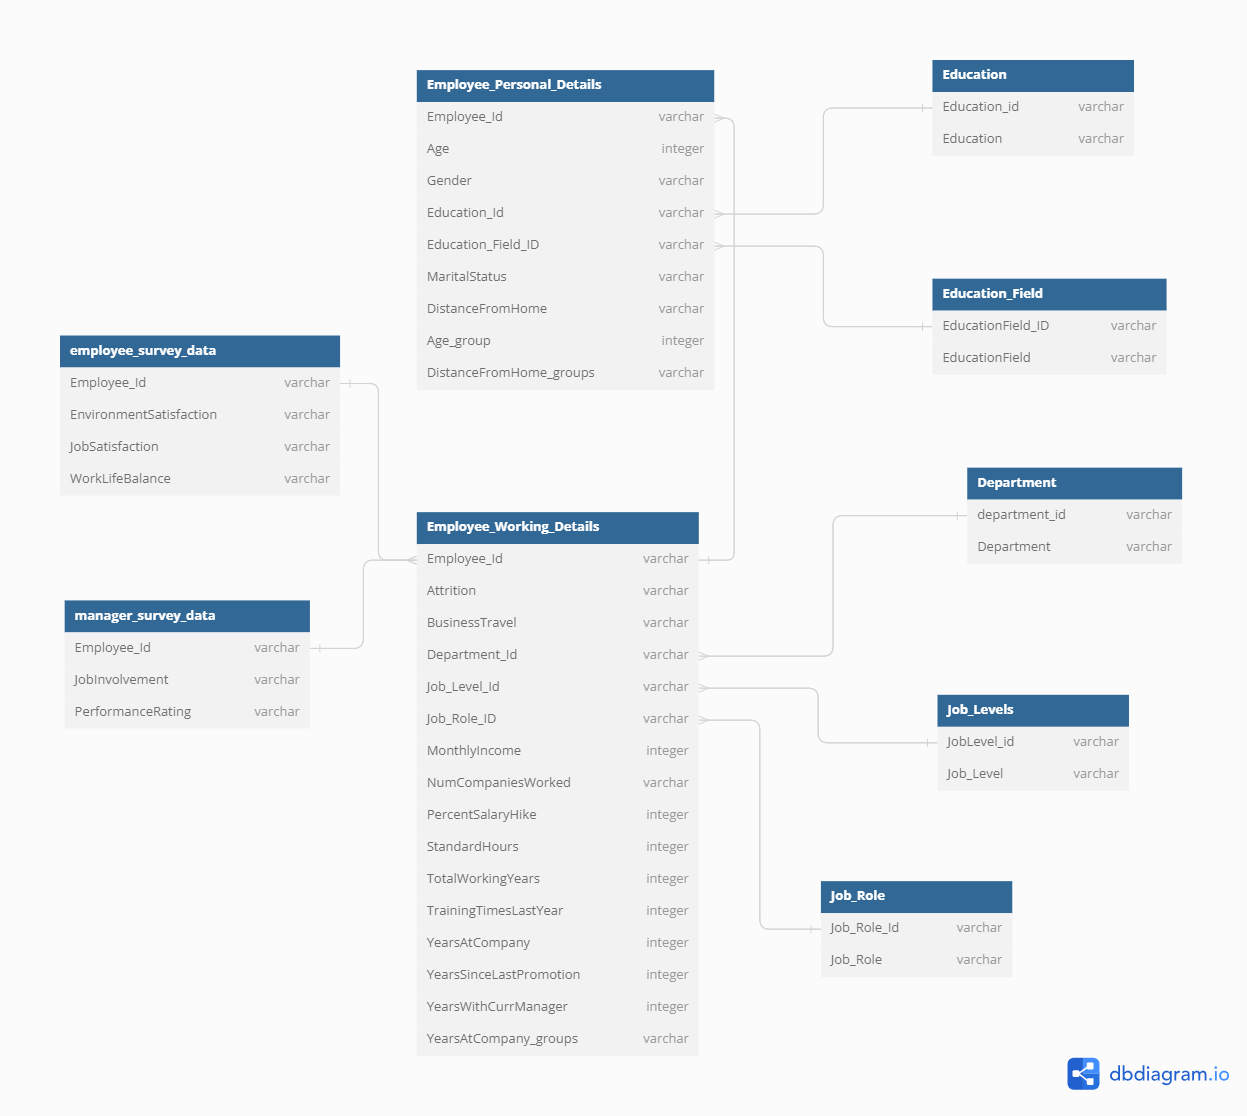 Employee_Personal_Details
Employee_Id varchar
Age integer
Gender varchar
Education_Id varchar
Education_Field_ID varchar
MaritalStatus varchar
DistanceFromHome varchar
Age_group integer
DistanceFromHome_groups varchar
Education
Education_id varchar
Education varchar
Education_Field
EducationField_ID varchar
EducationField varchar
employee_survey_data
Employee_Id varchar
EnvironmentSatisfaction varchar
JobSatisfaction varchar
WorkLifeBalance varchar
Department
department_id varchar
Department varchar
Employee_Working_Details
Employee_Id varchar
Attrition varchar
BusinessTravel varchar
Department_Id varchar
Job_Level_Id varchar
Job_Role_ID varchar
MonthlyIncome integer
NumCompaniesWorked varchar
PercentSalaryHike integer
StandardHours integer
TotalWorkingYears integer
TrainingTimesLastYear integer
YearsAtCompany integer
YearsSinceLastPromotion integer
YearsWithCurrManager integer
YearsAtCompany_groups varchar
manager_survey_data
Employee_Id varchar
JobInvolvement varchar
PerformanceRating varchar
Job_Levels
JobLevel_id varchar
Job_Level varchar
Job_Role
Job_Role_Id varchar
Job_Role varchar
dbdiagram.io